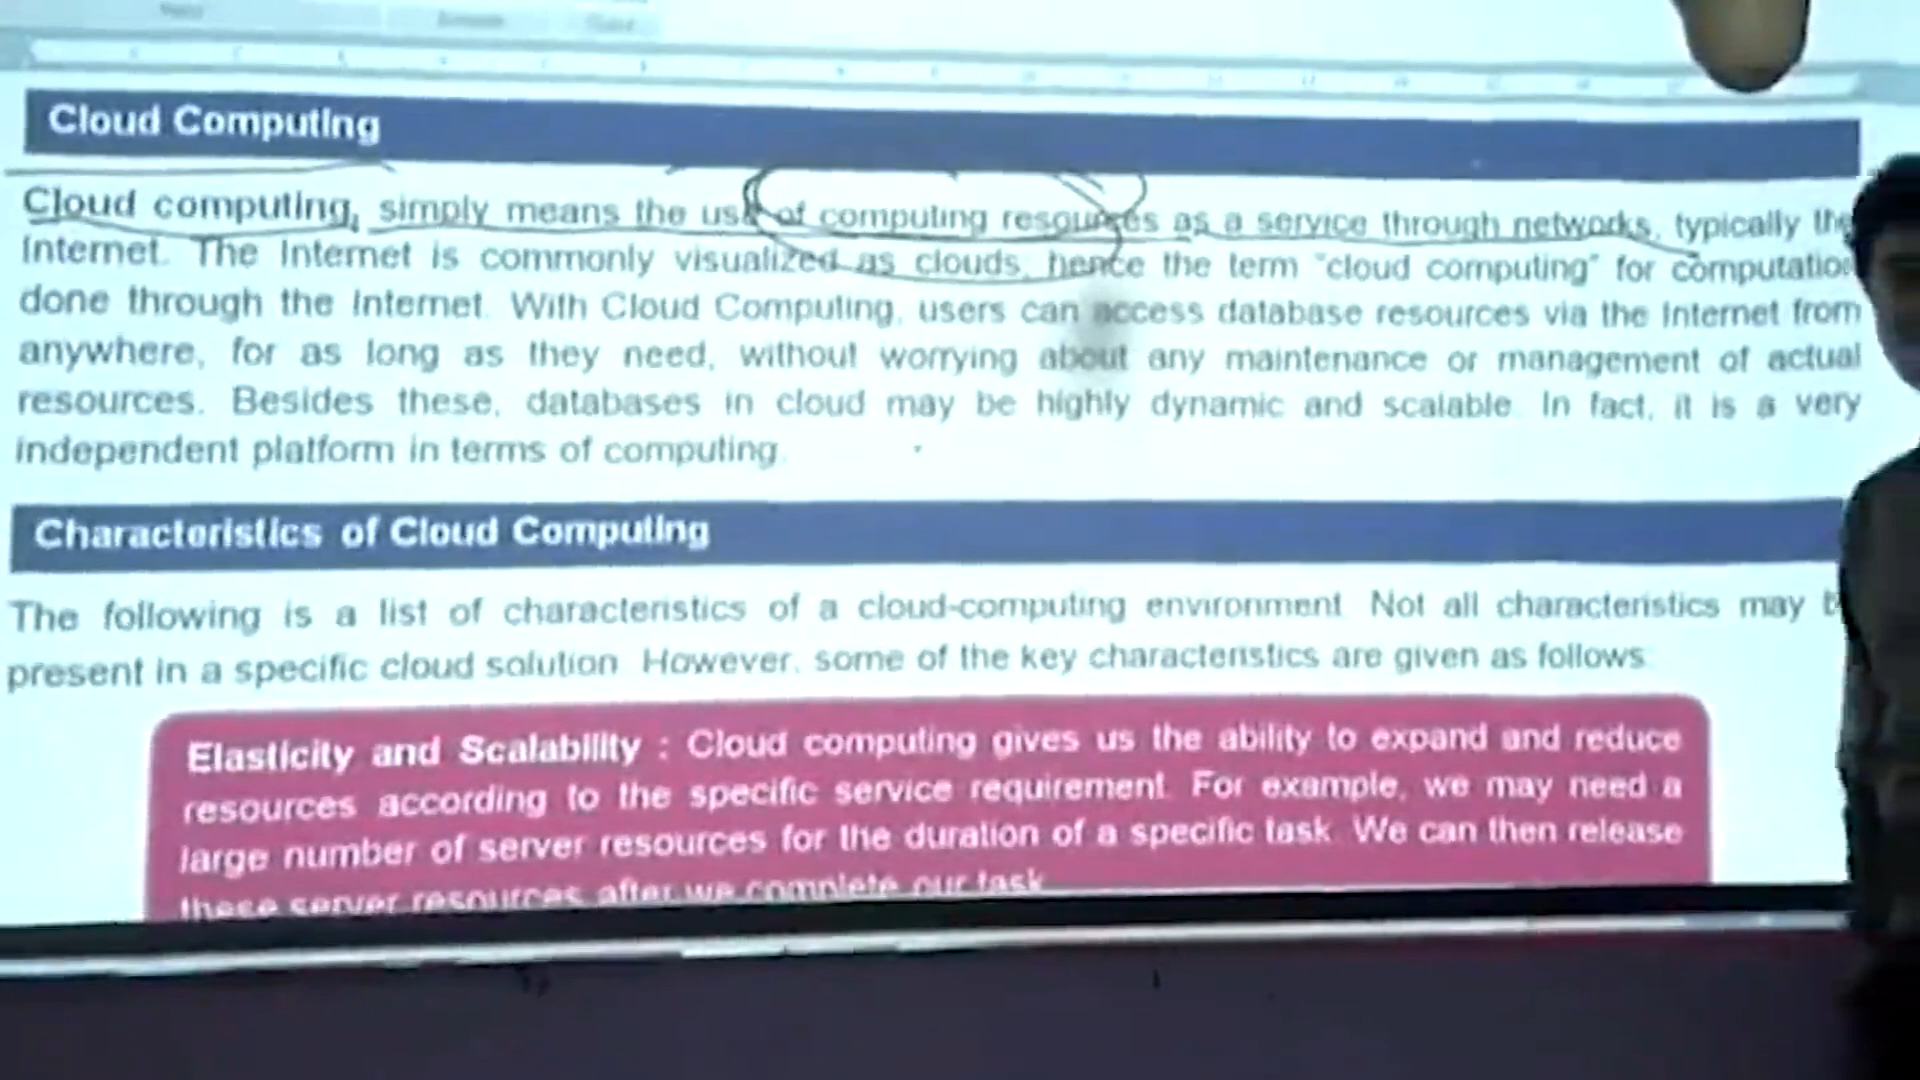 Cloud Computing
Cloud computing, simply means the use of computing resources as a service through networks, typically the
Internet. The Internet is commonly visualized as clouds, hence the term "cloud computing" for computation
done through the Internet. With Cloud Computing, users can access database resources via the Internet from
anywhere, for as long as they need, without worrying about any maintenance or management of actual
resources. Besides these, databases in cloud may be highly dynamic and scalable. In fact, it is a very
independent platform in terms of computing.
Characteristics of Cloud Computing
The following is a list of characteristics of a cloud-computing environment. Not all characteristics may
present in a specific cloud solution. However, some of the key characteristics are given as follows:
Elasticity and Scalability : Cloud computing gives us the ability to expand and reduce
resources according to the specific service requirement. For example, we may need a
large number of server resources for the duration of a specific task. We can then release
these server resources after we complete our task.